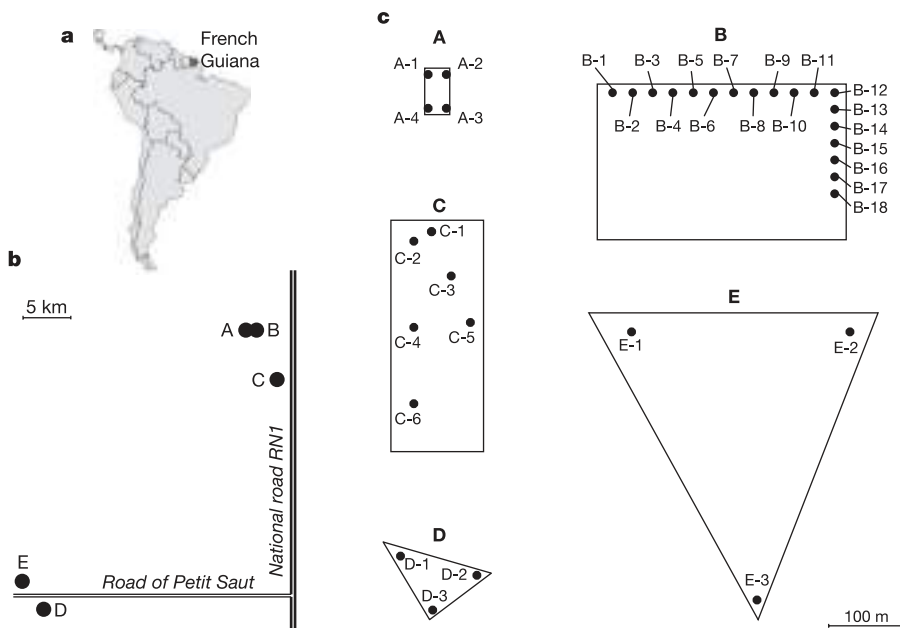 a
French
Guiana
b
5 km
A
B
C
National road RN1
E
Road of Petit Saut
D
c
A
A-1
A-2
A-4
A-3
B
B-1
B-3
B-5
B-7
B-9
B-11
B-2
B-4
B-6
B-8
B-10
B-12
B-13
B-14
B-15
B-16
B-17
B-18
C
C-1
C-2
C-3
C-4
C-5
C-6
D
D-1
D-2
D-3
E
E-1
E-2
E-3
100 m